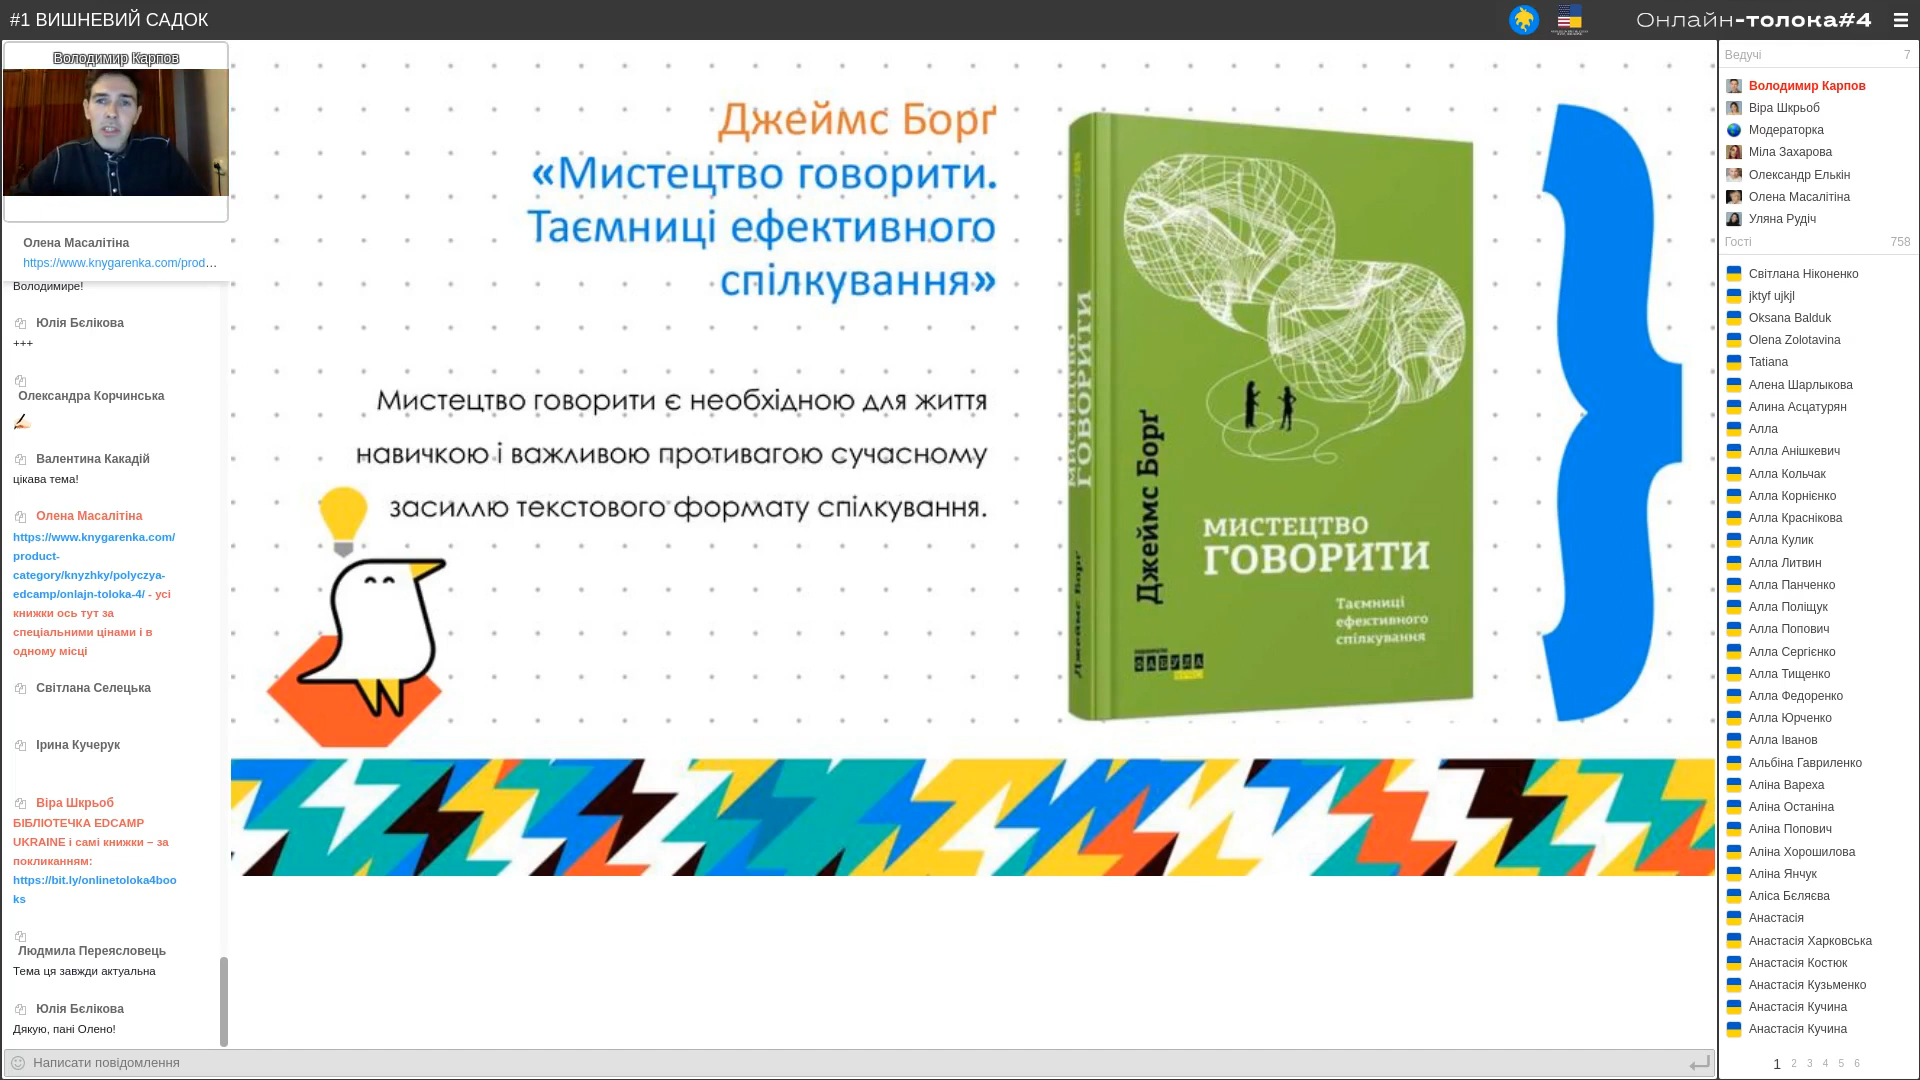 #1 ВИШНЕВИЙ САДОК
Онлайн-толока#4
Володимир Карпов
Олена Масалітіна
https://www.knygarenka.com/prod…
Володимире!
Юлія Бєлікова
+++
Олександра Корчинська
Валентина Какадій
цікава тема!
Олена Масалітіна
https://www.knygarenka.com/
product-
category/knyzhky/polyczya-
edcamp/onlajn-toloka-4/ - усі
книжки ось тут за
спеціальними цінами і в
одному місці
Світлана Селецька
Ірина Кучерук
Віра Шкрьоб
БІБЛІОТЕЧКА EDCAMP
UKRAINE і самі книжки – за
покликанням:
https://bit.ly/onlinetoloka4boo
ks
Людмила Переясловець
Тема ця завжди актуальна
Юлія Бєлікова
Дякую, пані Олено!
Написати повідомлення
Джеймс Борґ
«Мистецтво говорити.
Таємниці ефективного
спілкування»
Мистецтво говорити є необхідною для життя
навичкою і важливою противагою сучасному
засиллю текстового формату спілкування.
Джеймс Борґ
МИСТЕЦТВО
ГОВОРИТИ
Джеймс Борґ
МИСТЕЦТВО
ГОВОРИТИ
Таємниці
ефективного
спілкування
ФАБУЛА
Ведучі 7
Володимир Карпов
Віра Шкрьоб
Модераторка
Міла Захарова
Олександр Елькін
Олена Масалітіна
Уляна Рудіч
Гості 758
Світлана Ніконенко
jktyf ujkjl
Oksana Balduk
Olena Zolotavina
Tatiana
Алена Шарлыкова
Алина Асцатурян
Алла
Алла Анішкевич
Алла Кольчак
Алла Корнієнко
Алла Краснікова
Алла Кулик
Алла Литвин
Алла Панченко
Алла Поліщук
Алла Попович
Алла Сергієнко
Алла Тищенко
Алла Федоренко
Алла Юрченко
Алла Іванов
Альбіна Гавриленко
Аліна Вареха
Аліна Останіна
Аліна Попович
Аліна Хорошилова
Аліна Янчук
Аліса Бєляєва
Анастасія
Анастасія Харковська
Анастасія Костюк
Анастасія Кузьменко
Анастасія Кучина
Анастасія Кучина
1 2 3 4 5 6